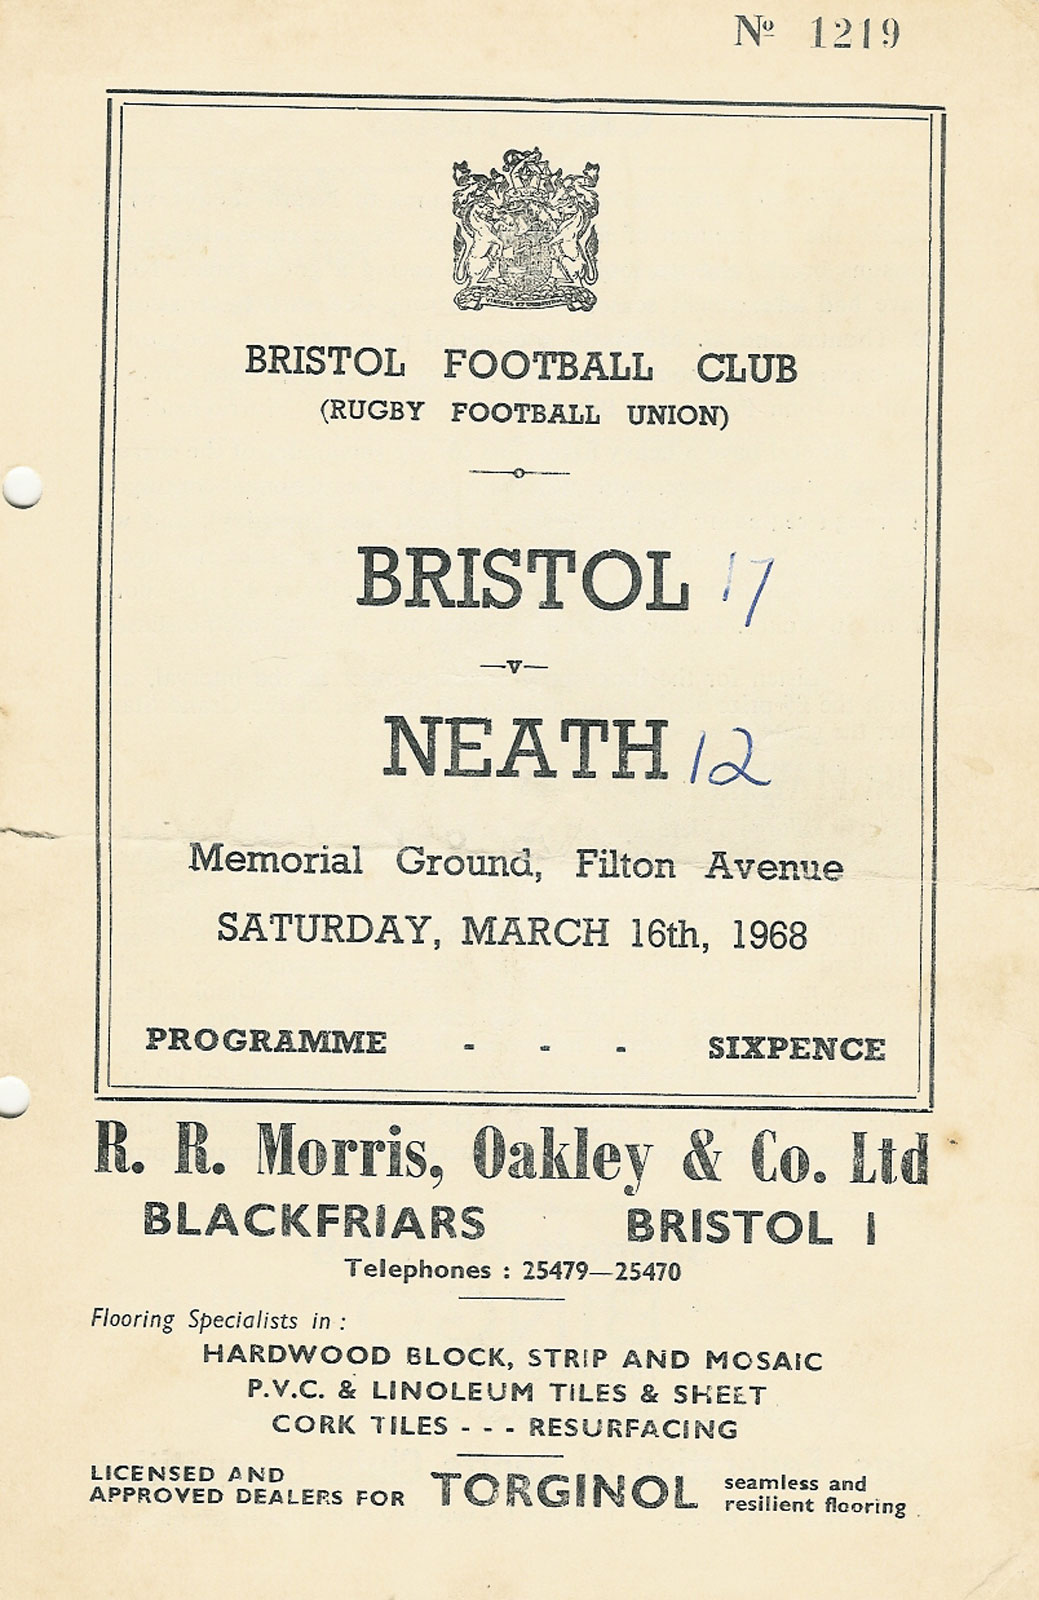 Nº 1219
BRISTOL FOOTBALL CLUB
(RUGBY FOOTBALL UNION)
BRISTOL 17
—v—
NEATH 12
Memorial Ground, Filton Avenue
SATURDAY, MARCH 16th, 1968
PROGRAMME - - - SIXPENCE
R. R. Morris, Oakley & Co. Ltd
BLACKFRIARS BRISTOL 1
Telephones : 25479—25470
Flooring Specialists in :
HARDWOOD BLOCK, STRIP AND MOSAIC
P.V.C. & LINOLEUM TILES & SHEET
CORK TILES - - - RESURFACING
LICENSED AND
APPROVED DEALERS FOR
TORGINOL
seamless and
resilient flooring